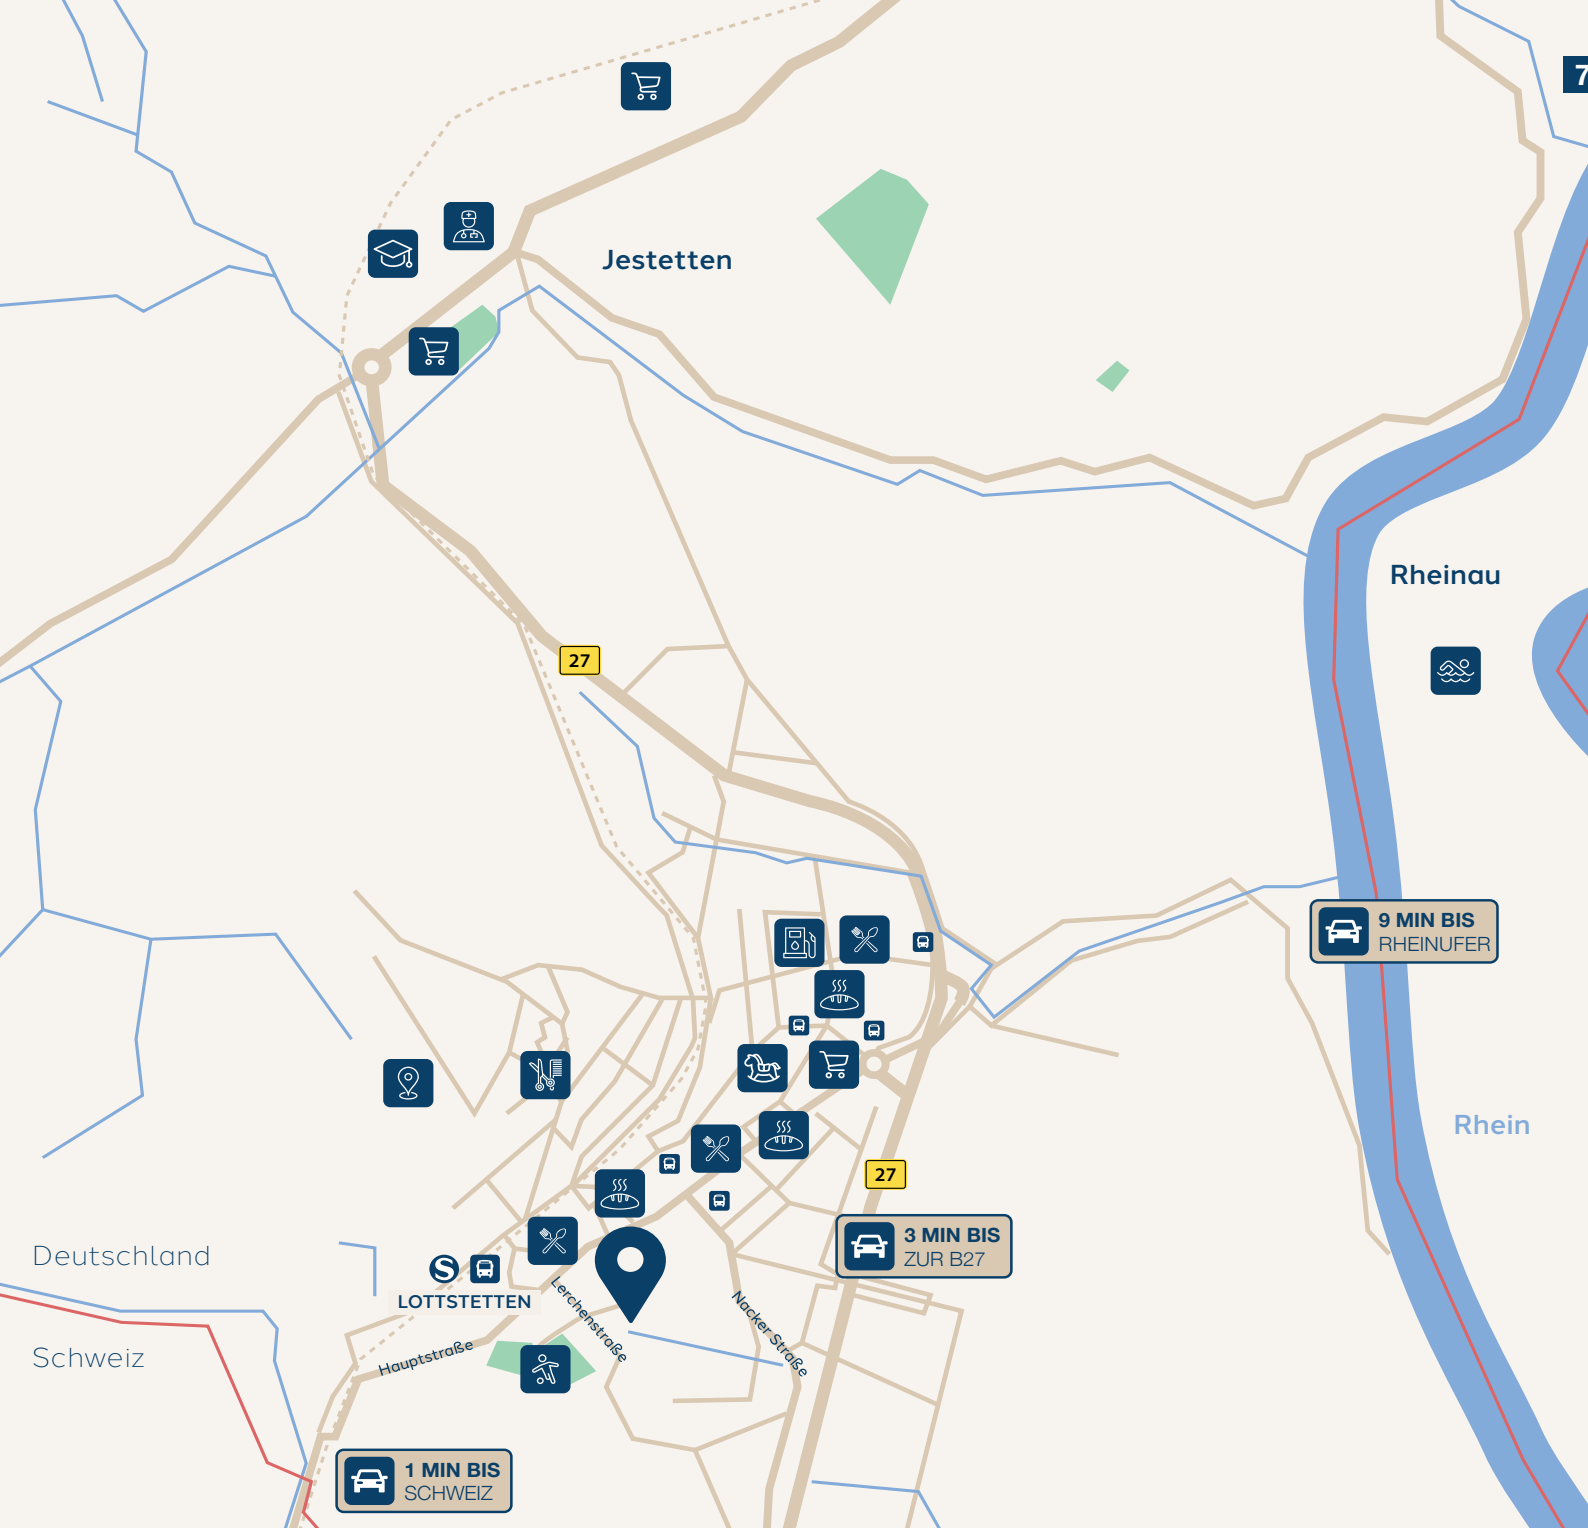 7
Jestetten
Rheinau
27
9 MIN BIS
RHEINUFER
Rhein
27
3 MIN BIS
ZUR B27
Deutschland
S
LOTTSTETTEN
Lerchenstraße
Nacker Straße
Hauptstraße
Schweiz
1 MIN BIS
SCHWEIZ